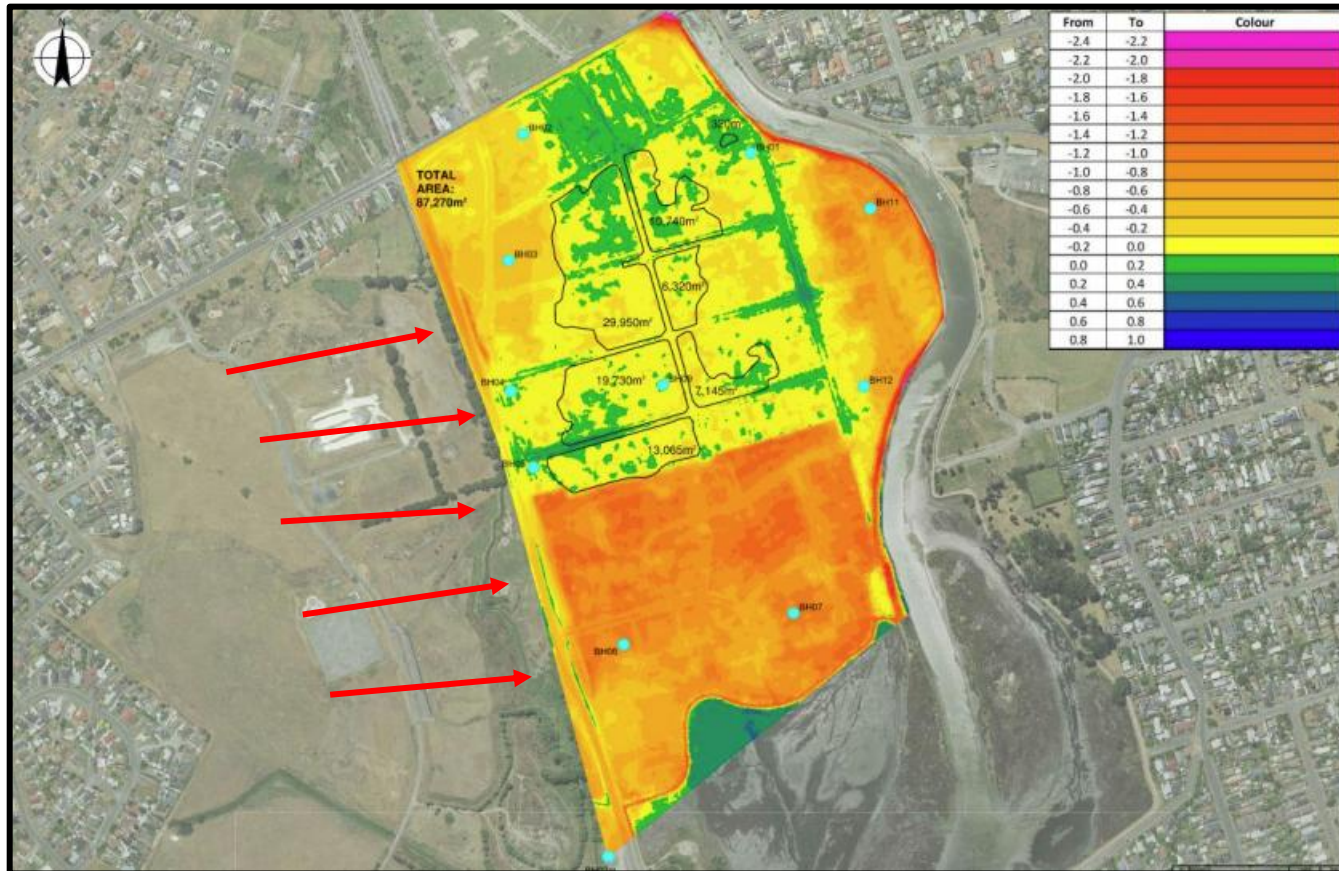 N
From To Colour
-2.4 -2.2
-2.2 -2.0
-2.0 -1.8
-1.8 -1.6
-1.6 -1.4
-1.4 -1.2
-1.2 -1.0
-1.0 -0.8
-0.8 -0.6
-0.6 -0.4
-0.4 -0.2
-0.2 0.0
0.0 0.2
0.2 0.4
0.4 0.6
0.6 0.8
0.8 1.0
BH02
BH01
TOTAL
AREA:
87,270m²
BH11
10,740m²
BH03
6,320m²
29,950m²
BH04
19,730m²
BH09
7,145m²
BH12
13,065m²
BH07
BH06